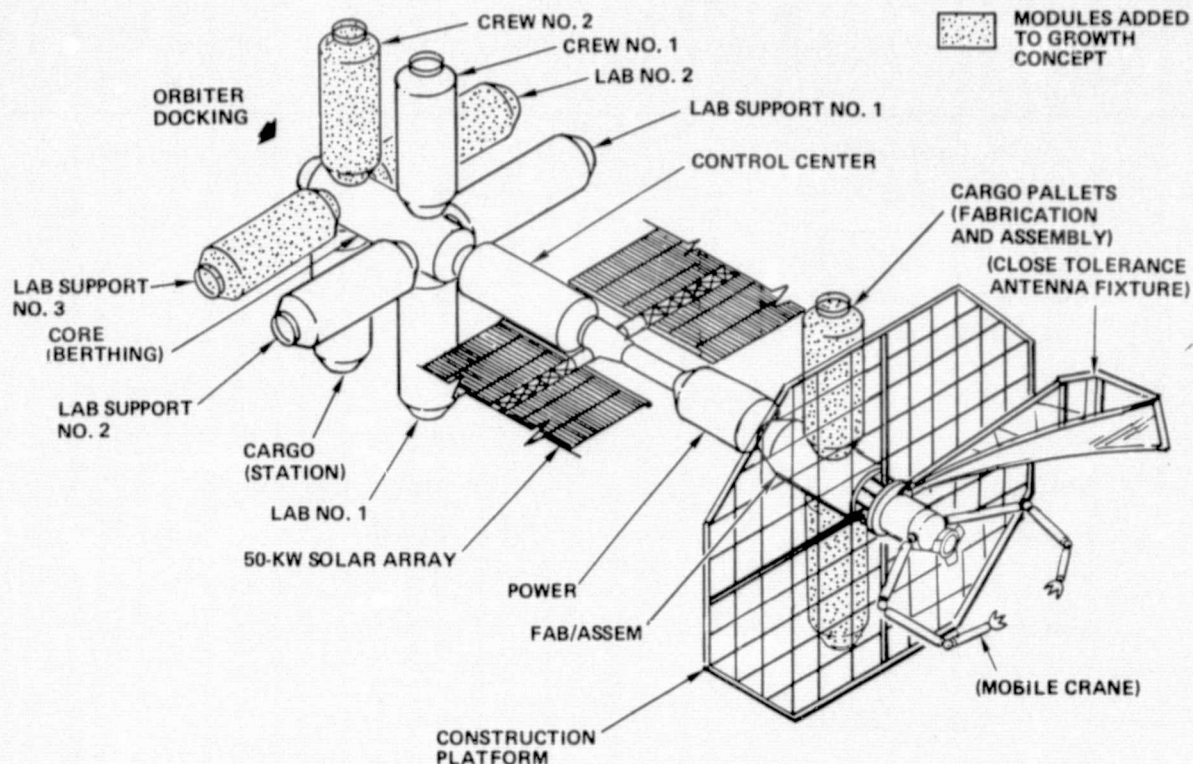 CREW NO. 2
CREW NO. 1
LAB NO. 2
MODULES ADDED
TO GROWTH
CONCEPT
ORBITER
DOCKING
LAB SUPPORT NO. 1
CONTROL CENTER
CARGO PALLETS
(FABRICATION
AND ASSEMBLY)
(CLOSE TOLERANCE
ANTENNA FIXTURE)
LAB SUPPORT
NO. 3
CORE
(BERTHING)
LAB SUPPORT
NO. 2
CARGO
(STATION)
LAB NO. 1
50-KW SOLAR ARRAY
POWER
FAB/ASSEM
(MOBILE CRANE)
CONSTRUCTION
PLATFORM